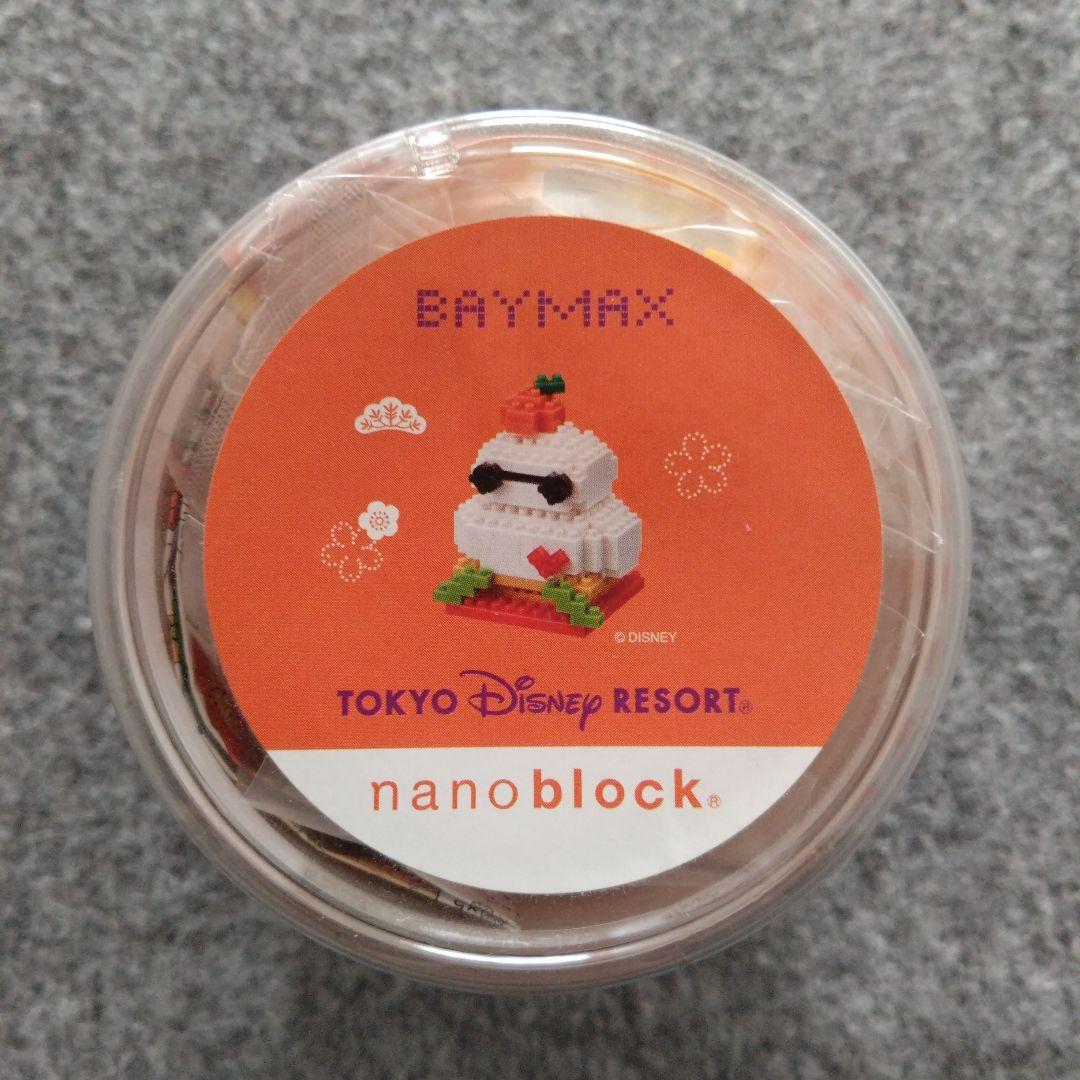 BAYMAX
© DISNEY
TOKYO Disney RESORT®
nanoblock®